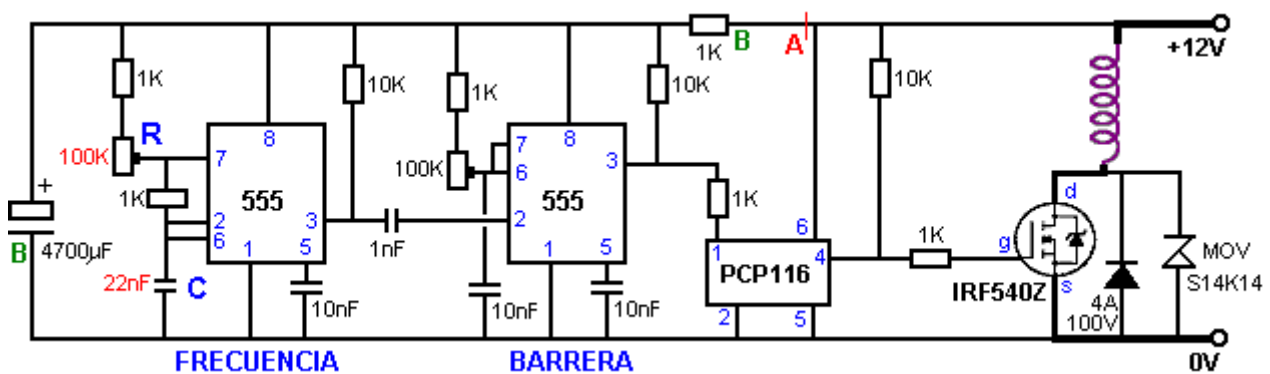 1K
B
A
+12V
1K
10K
1K
10K
10K
R
8
8
100K
7
7
6
3
100K
555
555
1K
1K
+
2
6
3
2
1nF
1
5
1
5
6
1
4
1K
g
d
s
PCP116
B
4700µF
22nF
C
10nF
10nF
10nF
2
5
IRF540Z
4A
100V
MOV
S14K14
FRECUENCIA
BARRERA
0V